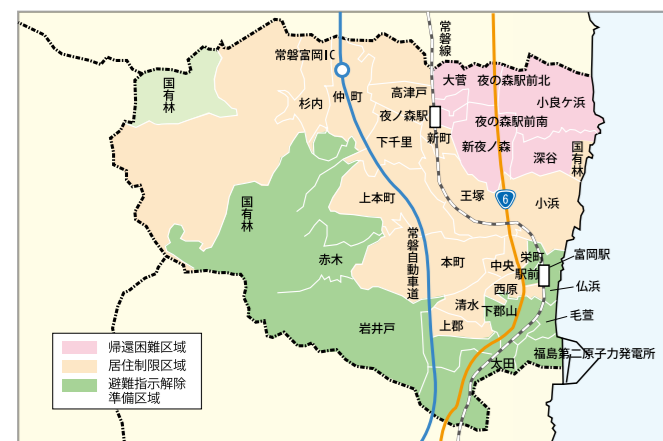 常磐線
常磐富岡IC
国有林
杉内
仲町
高津戸
大菅
夜の森駅前北
小良ケ浜
夜ノ森駅
夜の森駅前南
新町
下千里
新夜ノ森
深谷
国有林
上本町
王塚
6
小浜
国有林
常磐自動車道
赤木
本町
中央
栄町
駅前
富岡駅
西原
仏浜
清水
下郡山
毛萱
岩井戸
上郡
太田
福島第二原子力発電所
帰還困難区域
居住制限区域
避難指示解除
準備区域